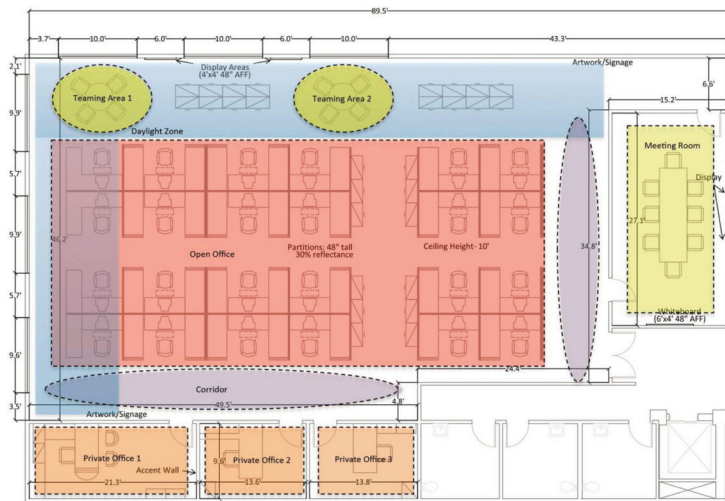 89.5'
3.7'
10.0'
6.0'
10.0'
6.0'
10.0'
43.3'
2.1'
Display Areas
(4'x4' 48" AFF)
Artwork/Signage
6.6'
Teaming Area 1
Teaming Area 2
15.2'
9.9'
Daylight Zone
Meeting Room
5.7'
Display
9.9'
46.2'
Open Office
Partitions: 48" tall
30% reflectance
Ceiling Height- 10'
34.8'
27.1'
5.7'
Whiteboard
(6'x4' 48" AFF)
9.6'
24.4'
Corridor
4.8'
3.5'
49.5'
Artwork/Signage
Private Office 1
Accent Wall
9.6'
Private Office 2
Private Office 3
21.3'
13.6'
13.8'